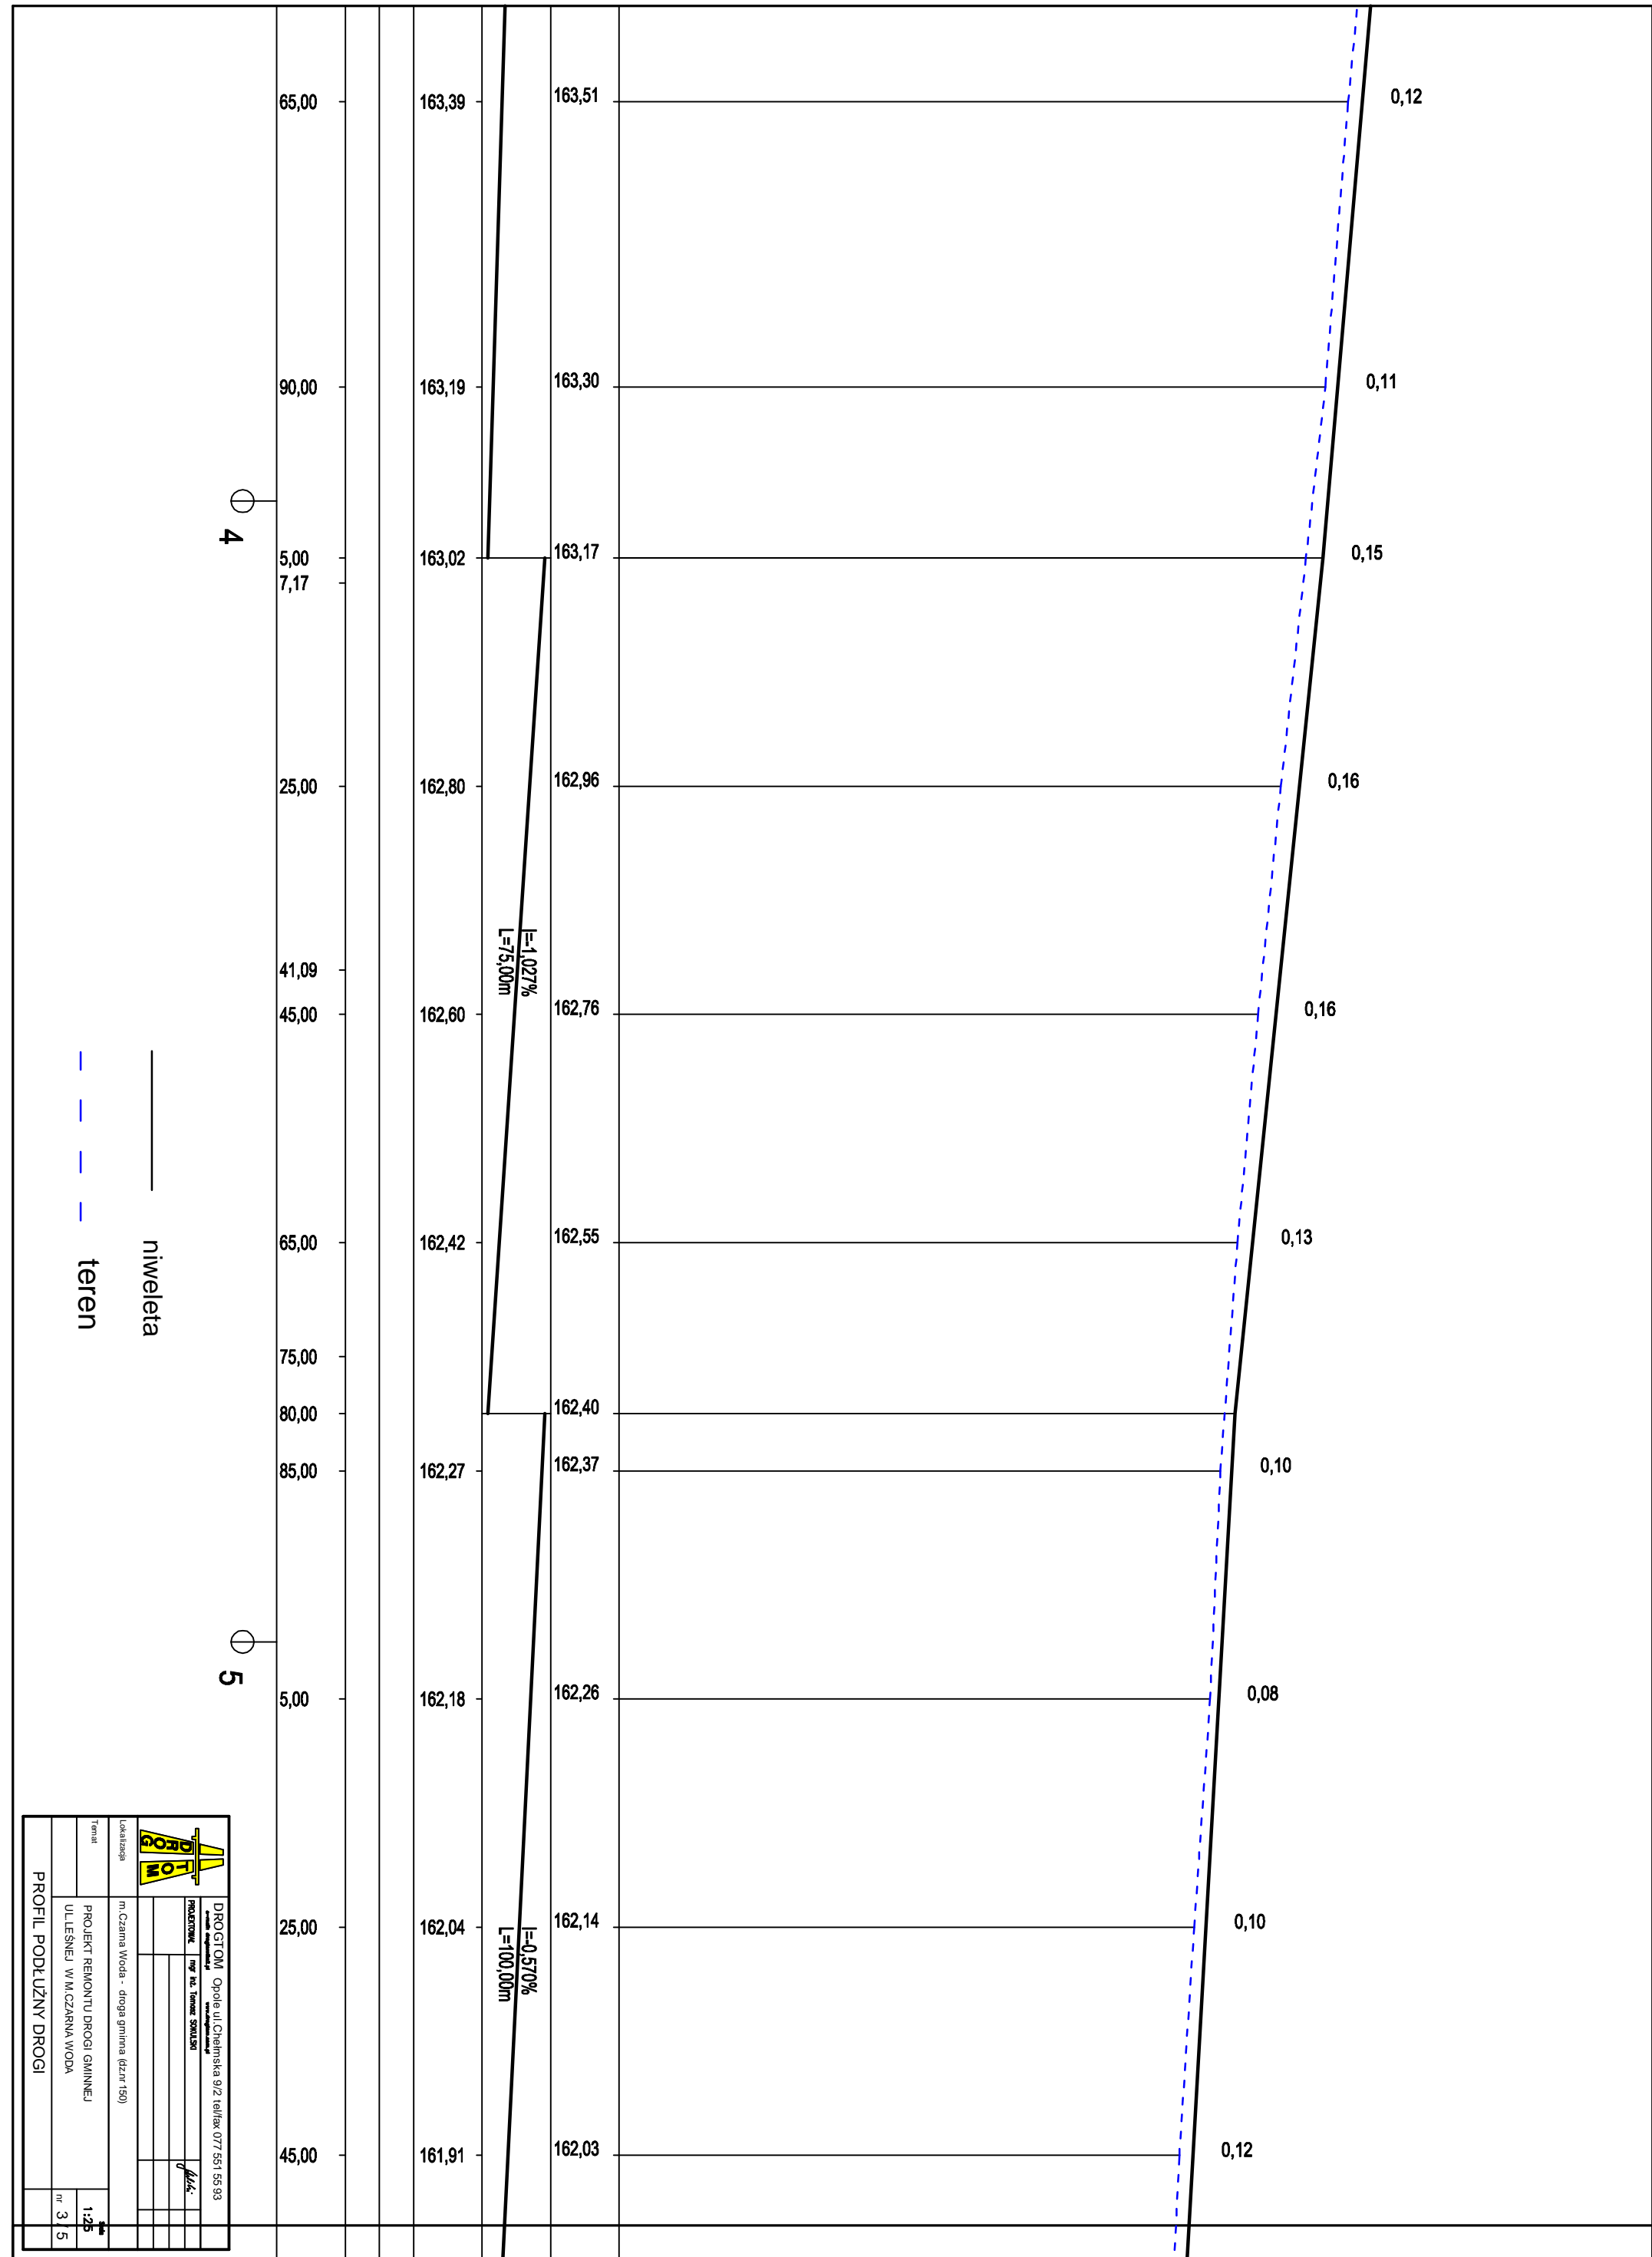 65,00 163,39 163,51 0,12
90,00 163,19 163,30 0,11
4
5,00 163,02 163,17 0,15
7,17
25,00 162,80 162,96 0,16
I=-1,027%
L=75,00m
41,09
45,00 162,60 162,76 0,16
65,00 162,42 162,55 0,13
niweleta
teren
75,00
80,00 162,40
85,00 162,27 162,37 0,10
5
5,00 162,18 162,26 0,08
25,00 162,04 162,14 0,10
I=-0,570%
L=100,00m
45,00 161,91 162,03 0,12
DROG TOM
DROGTOM Opole ul.Chełmska 9/2 tel/fax 077 551 55 93
PROJEKTOWAŁ mgr inż. Tomasz SOKULSKI
Lokalizacja m.Czarna Woda - droga gminna (dz.nr 150)
Temat PROJEKT REMONTU DROGI GMINNEJ
UL.LEŚNEJ W M.CZARNA WODA
Skala
1:25
PROFIL PODŁUŻNY DROGI
nr 3 / 5